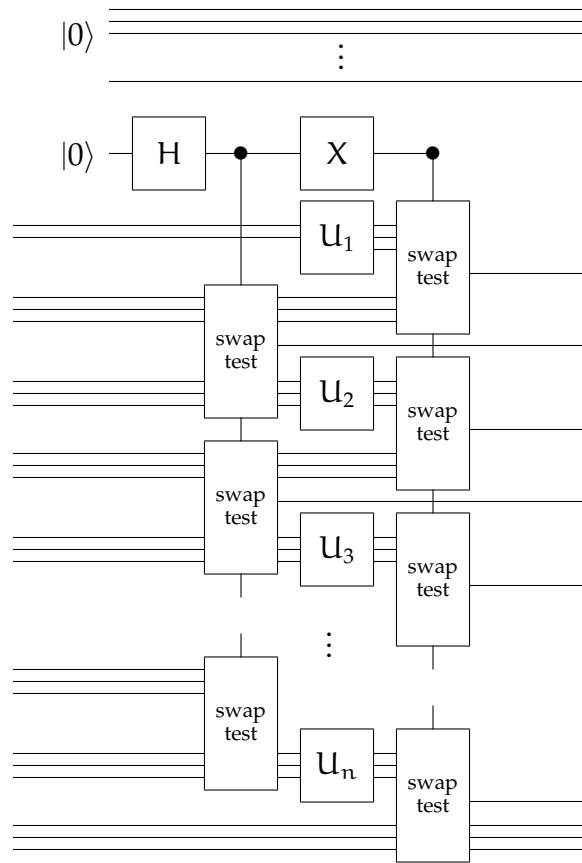 |0⟩
⋮
|0⟩ H X
U₁
swap
test
swap
test
U₂
swap
test
swap
test
U₃
swap
test
⋮
swap
test
Uₙ
swap
test